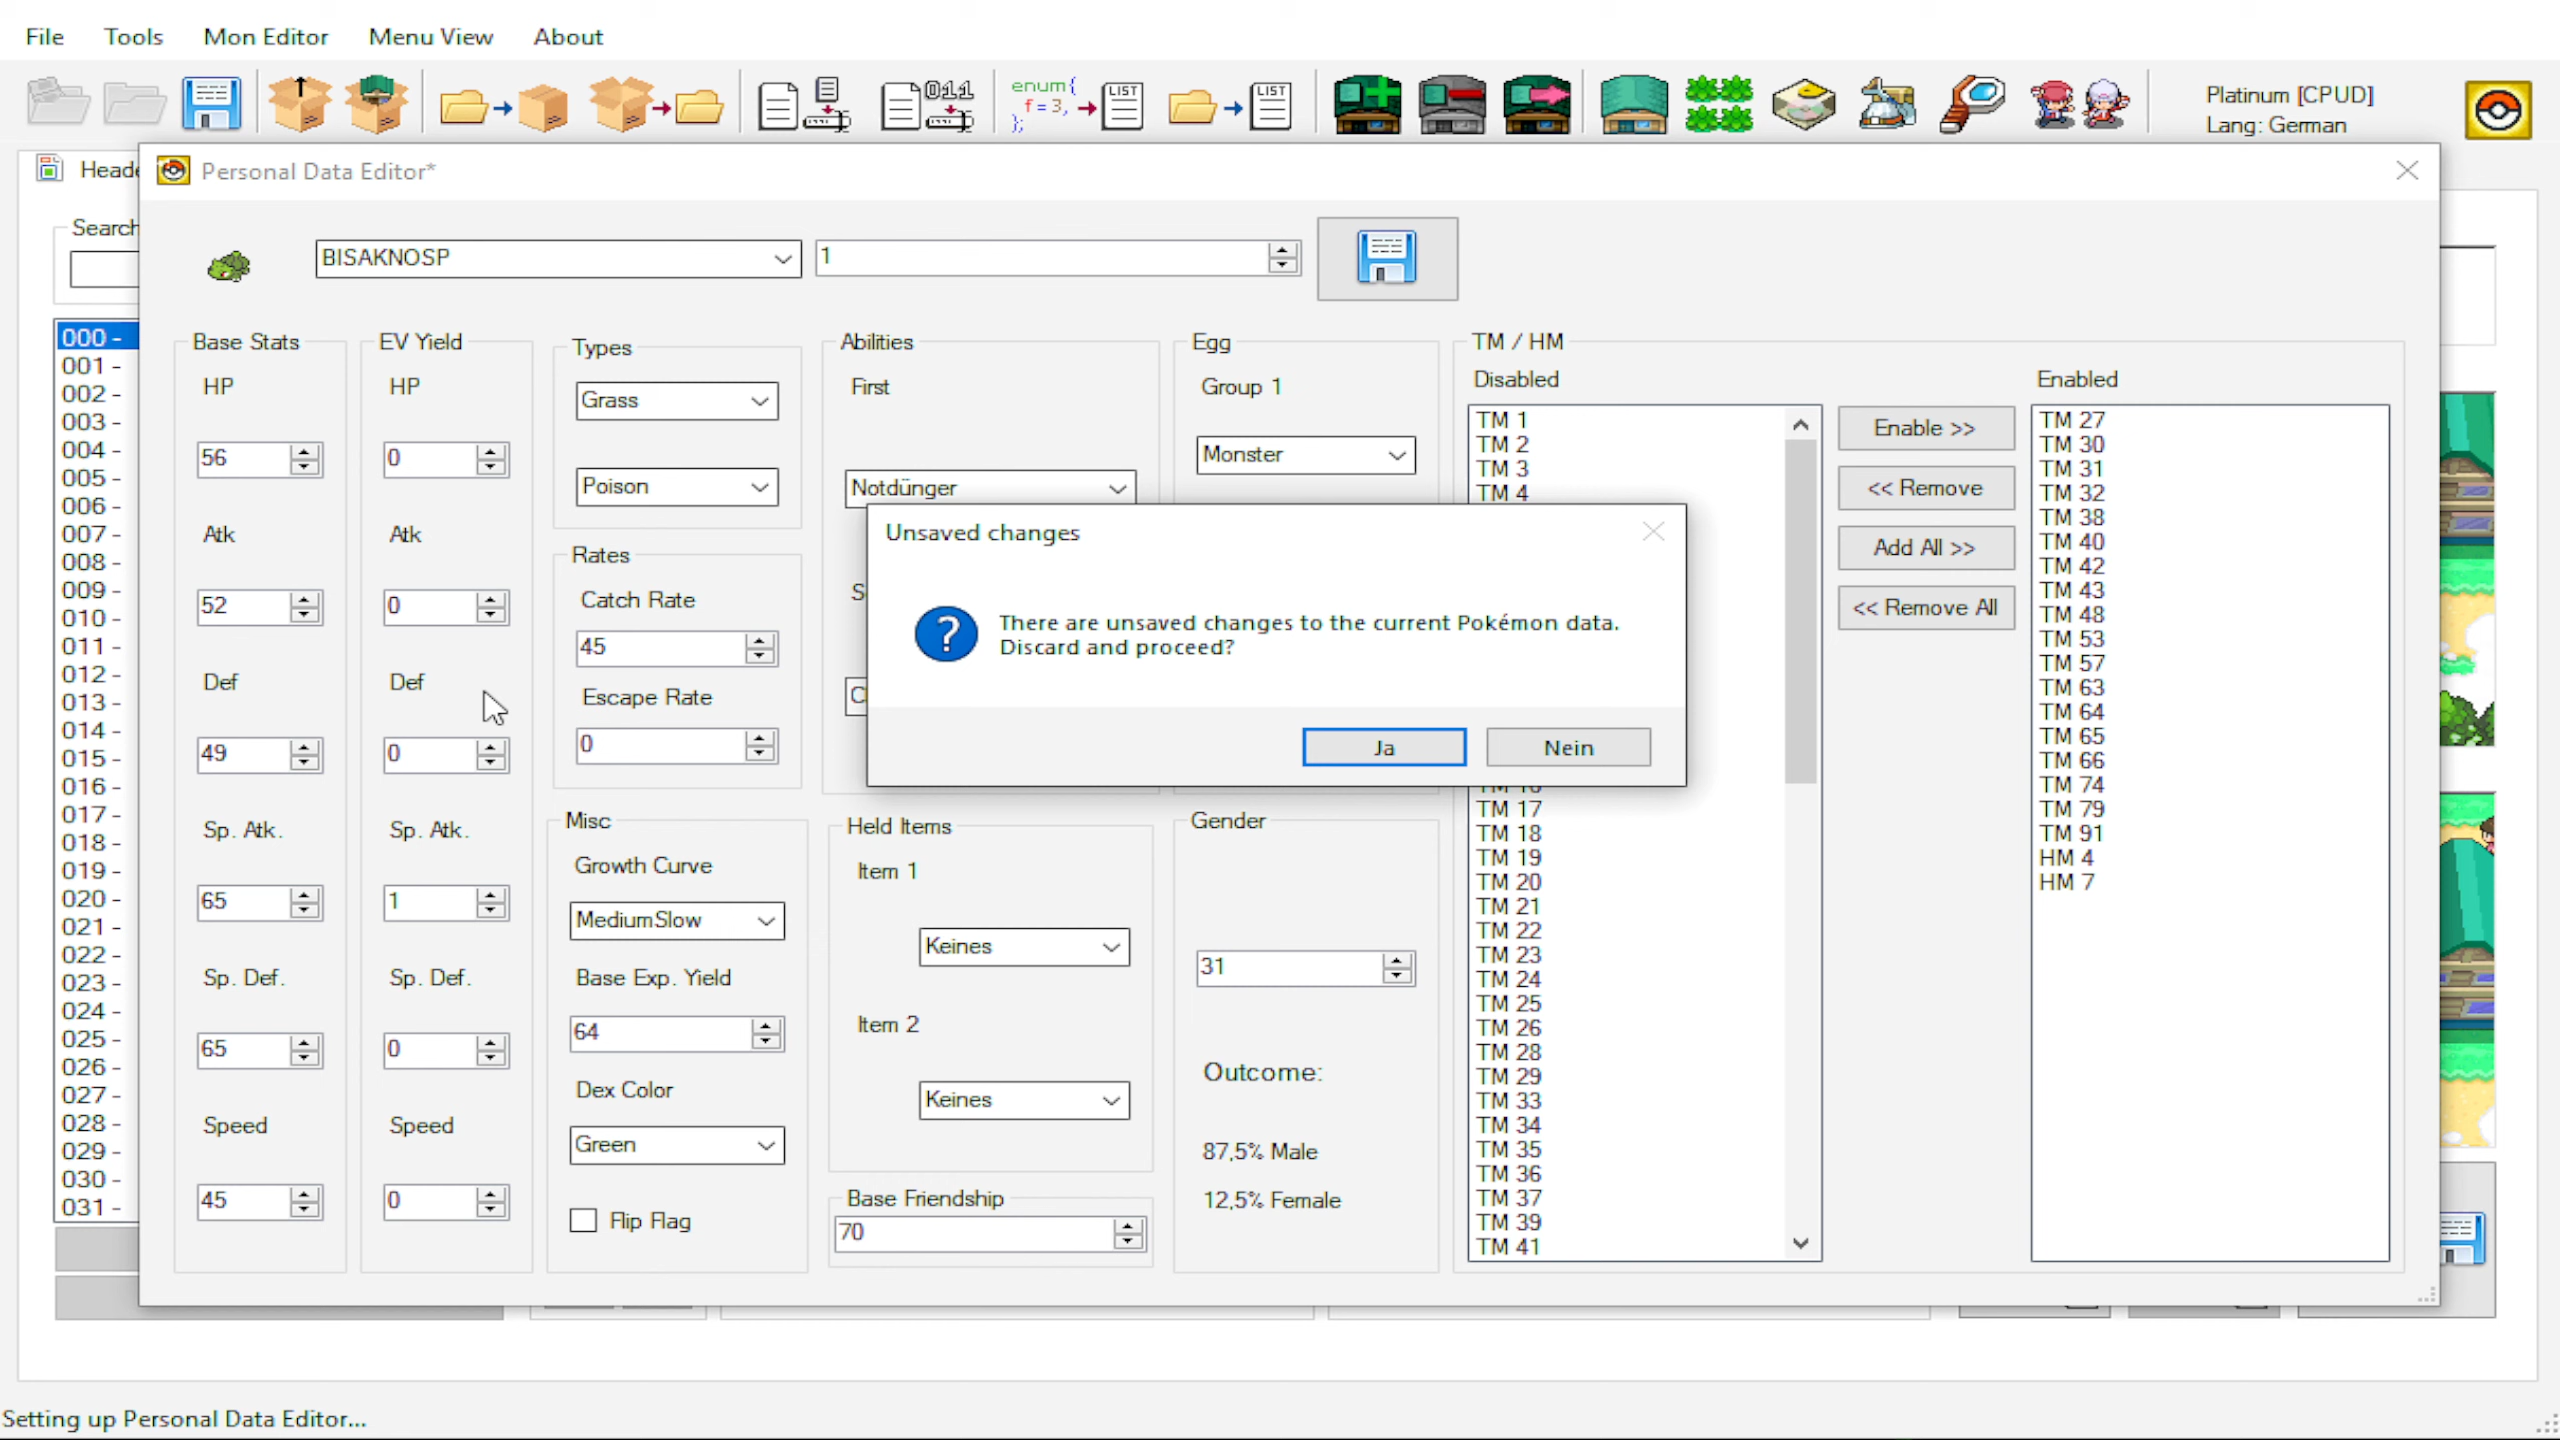 File Tools Mon Editor Menu View About
enum{
f=3,
};
LIST
LIST
011
Platinum [CPUD]
Lang: German
Heade
Personal Data Editor*
Search
BISAKNOSP
1
000 -
001 -
002 -
003 -
004 -
005 -
006 -
007 -
008 -
009 -
010 -
011 -
012 -
013 -
014 -
015 -
016 -
017 -
018 -
019 -
020 -
021 -
022 -
023 -
024 -
025 -
026 -
027 -
028 -
029 -
030 -
031 -
Base Stats
HP
56
Atk
52
Def
49
Sp. Atk.
65
Sp. Def.
65
Speed
45
EV Yield
HP
0
Atk
0
Def
0
Sp. Atk.
1
Sp. Def.
0
Speed
0
Types
Grass
Poison
Rates
Catch Rate
45
Escape Rate
0
Misc
Growth Curve
MediumSlow
Base Exp. Yield
64
Dex Color
Green
Flip Flag
Abilities
First
Notdünger
Held Items
Item 1
Keines
Item 2
Keines
Base Friendship
70
Egg
Group 1
Monster
Gender
31
Outcome:
87,5% Male
12,5% Female
Unsaved changes
There are unsaved changes to the current Pokémon data.
Discard and proceed?
Ja
Nein
TM / HM
Disabled
TM 1
TM 2
TM 3
TM 4
TM 17
TM 18
TM 19
TM 20
TM 21
TM 22
TM 23
TM 24
TM 25
TM 26
TM 28
TM 29
TM 33
TM 34
TM 35
TM 36
TM 37
TM 39
TM 41
Enable >>
<< Remove
Add All >>
<< Remove All
Enabled
TM 27
TM 30
TM 31
TM 32
TM 38
TM 40
TM 42
TM 43
TM 48
TM 53
TM 57
TM 63
TM 64
TM 65
TM 66
TM 74
TM 79
TM 91
HM 4
HM 7
Setting up Personal Data Editor...